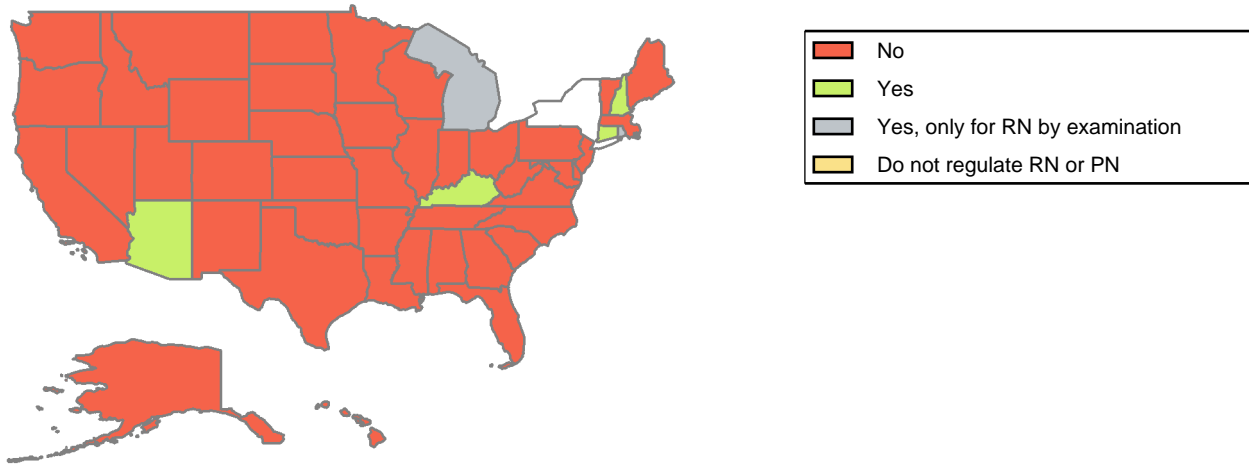 No
Yes
Yes, only for RN by examination
Do not regulate RN or PN